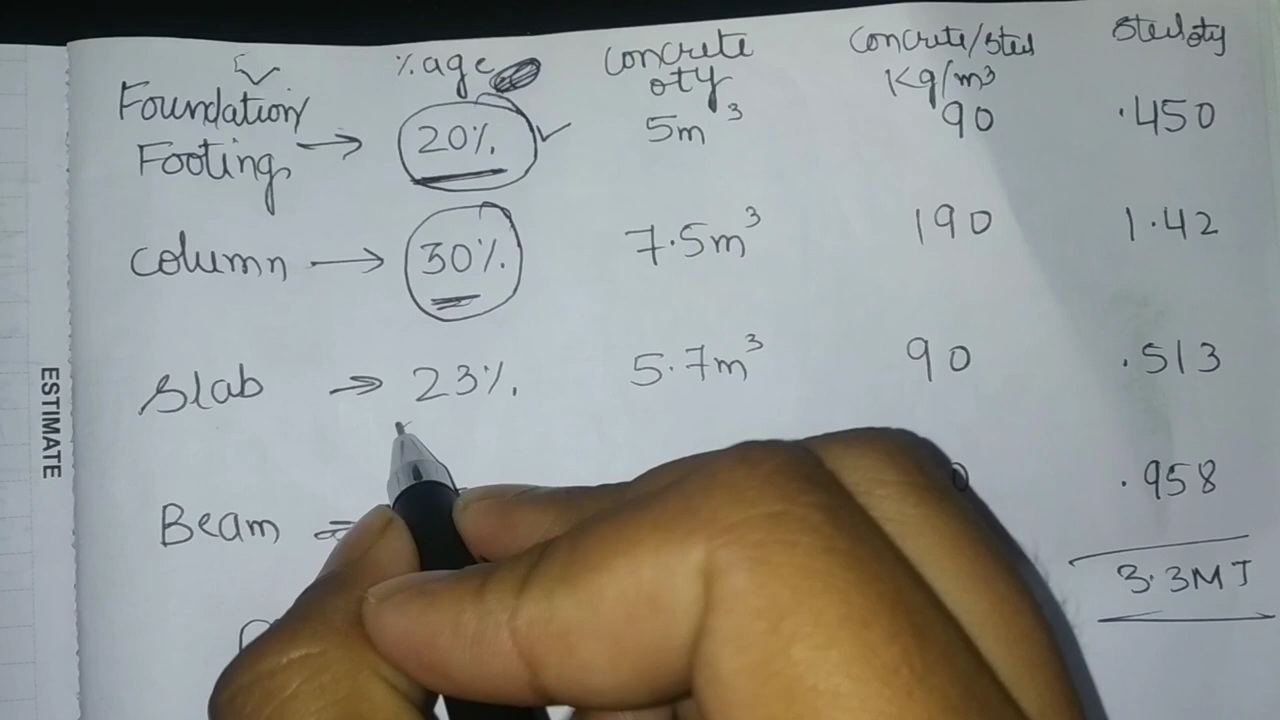 %age concrete concrete/steel Steel qty
Foundation qty Kg/m³
Footing → 20% 5m³ 90 .450
column → 30% 7.5m³ 190 1.42
Slab → 23% 5.7m³ 90 .513
Beam 0 .958
3.3MT
ESTIMATE